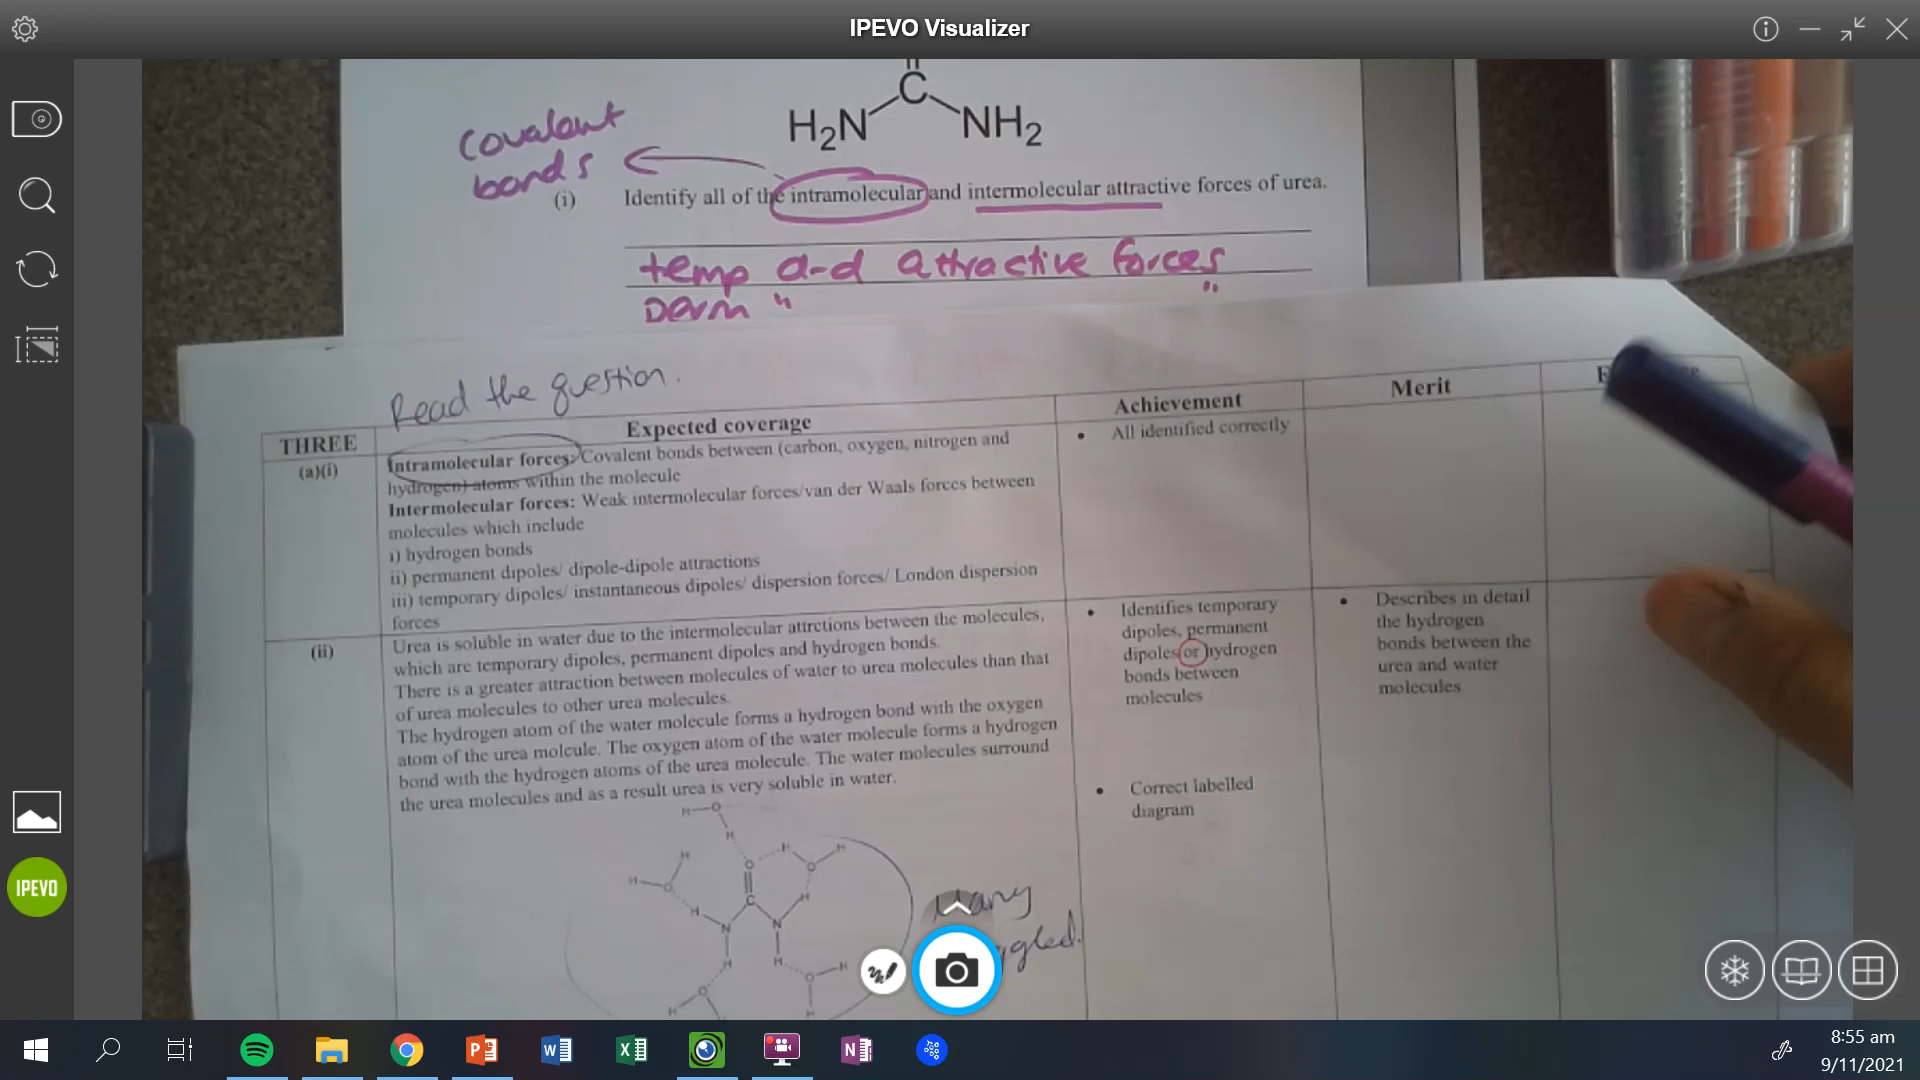 IPEVO Visualizer
C
H₂N NH₂
Covalent
bonds
(i) Identify all of the intramolecular and intermolecular attractive forces of urea.
temp a-d attractive forces
perm " "
Read the question.
THREE Expected coverage Achievement Merit
(a)(i) Intramolecular forces: Covalent bonds between (carbon, oxygen, nitrogen and
hydrogen) atoms within the molecule
Intermolecular forces: Weak intermolecular forces/van der Waals forces between
molecules which include
i) hydrogen bonds
ii) permanent dipoles/ dipole-dipole attractions
iii) temporary dipoles/ instantaneous dipoles/ dispersion forces/ London dispersion
forces
• All identified correctly
(ii) Urea is soluble in water due to the intermolecular attrctions between the molecules,
which are temporary dipoles, permanent dipoles and hydrogen bonds.
There is a greater attraction between molecules of water to urea molecules than that
of urea molecules to other urea molecules.
The hydrogen atom of the water molecule forms a hydrogen bond with the oxygen
atom of the urea molcule. The oxygen atom of the water molecule forms a hydrogen
bond with the hydrogen atoms of the urea molecule. The water molecules surround
the urea molecules and as a result urea is very soluble in water.
• Identifies temporary
dipoles, permanent
dipoles or hydrogen
bonds between
molecules
• Correct labelled
diagram
• Describes in detail
the hydrogen
bonds between the
urea and water
molecules
H O
H
H H H
H O O O
H C H
N N
H H O H
H O H
IPEVO
8:55 am
9/11/2021